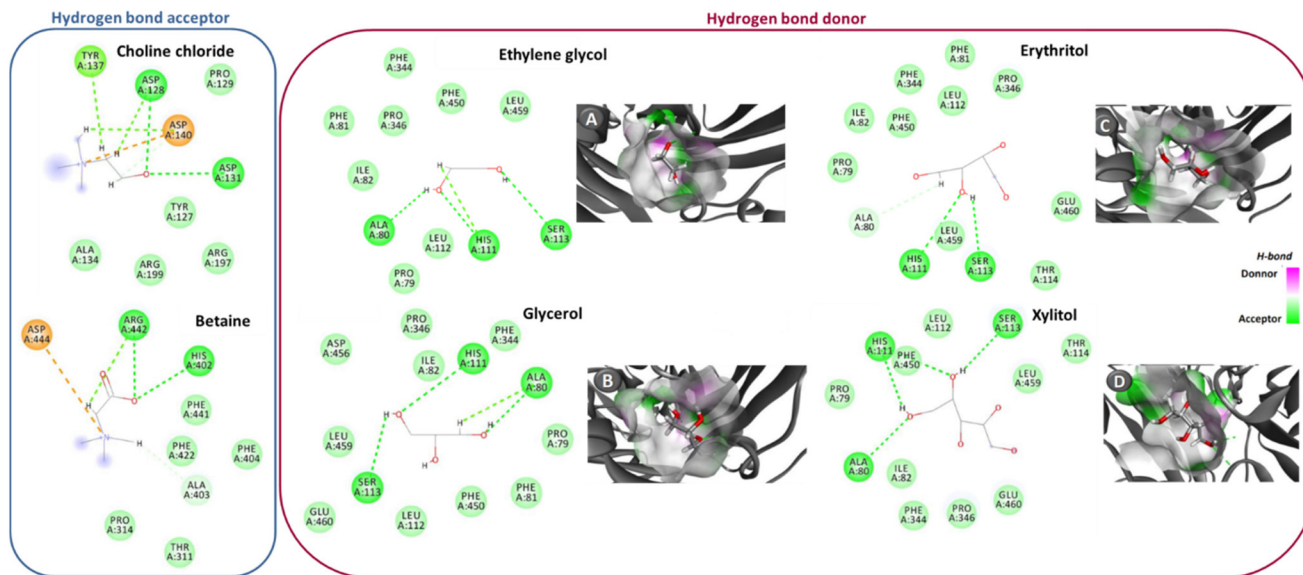 Hydrogen bond acceptor
Hydrogen bond donor
Choline chloride
TYR
A:137
ASP
A:128
PRO
A:129
ASP
A:140
H
H
H
N
O
ASP
A:131
TYR
A:127
ALA
A:134
ARG
A:199
ARG
A:197
Betaine
ASP
A:444
ARG
A:442
HIS
A:402
O
O
H
N
H
PHE
A:441
PHE
A:422
PHE
A:404
ALA
A:403
PRO
A:314
THR
A:311
Ethylene glycol
PHE
A:344
PHE
A:450
LEU
A:459
PHE
A:81
PRO
A:346
ILE
A:82
H
H
O
O
H
ALA
A:80
LEU
A:112
HIS
A:111
SER
A:113
PRO
A:79
A
Glycerol
PRO
A:346
ASP
A:456
ILE
A:82
HIS
A:111
PHE
A:344
ALA
A:80
H
O
H
O
H
O
H
LEU
A:459
PRO
A:79
SER
A:113
GLU
A:460
LEU
A:112
PHE
A:450
PHE
A:81
B
Erythritol
PHE
A:81
PHE
A:344
LEU
A:112
PRO
A:346
ILE
A:82
PHE
A:450
PRO
A:79
O
O
H
O
H
O
ALA
A:80
GLU
A:460
LEU
A:459
HIS
A:111
SER
A:113
THR
A:114
C
H-bond
Donnor
Acceptor
Xylitol
LEU
A:112
SER
A:113
HIS
A:111
PHE
A:450
THR
A:114
LEU
A:459
PRO
A:79
O
H
H
O
O
O
O
ALA
A:80
ILE
A:82
GLU
A:460
PHE
A:344
PRO
A:346
D